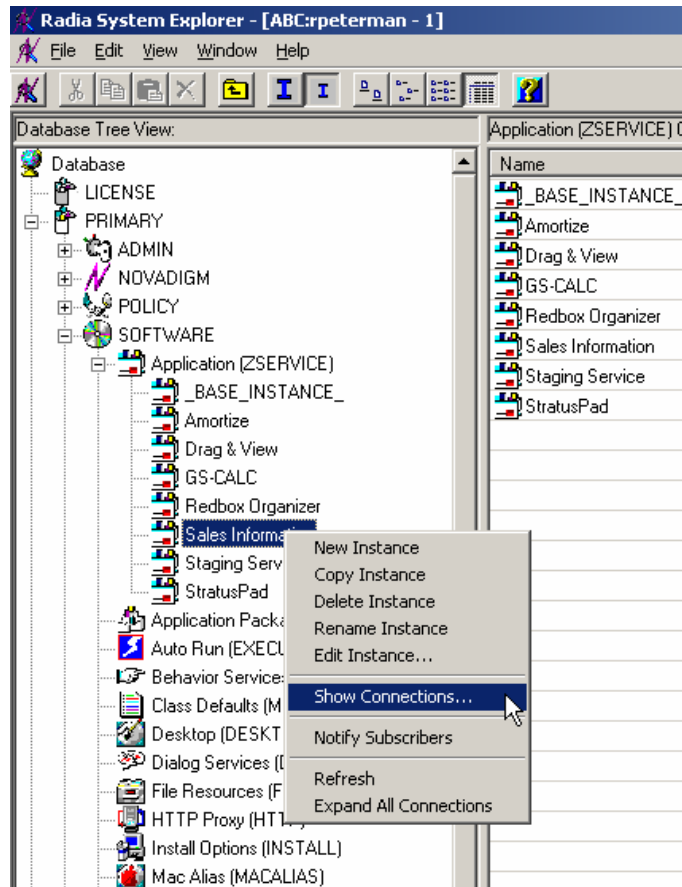 Radia System Explorer - [ABC:rpeterman - 1]
File Edit View Window Help
Database Tree View:
Application (ZSERVICE)
Database
LICENSE
PRIMARY
ADMIN
NOVADIGM
POLICY
SOFTWARE
Application (ZSERVICE)
_BASE_INSTANCE_
Amortize
Drag & View
GS-CALC
Redbox Organizer
Sales Informa
Staging Serv
StratusPad
Application Packa
Auto Run (EXECU
Behavior Service
Class Defaults (M
Desktop (DESKT
Dialog Services (
File Resources (F
HTTP Proxy (HTT
Install Options (INSTALL)
Mac Alias (MACALIAS)
New Instance
Copy Instance
Delete Instance
Rename Instance
Edit Instance...
Show Connections...
Notify Subscribers
Refresh
Expand All Connections
Name
_BASE_INSTANCE_
Amortize
Drag & View
GS-CALC
Redbox Organizer
Sales Information
Staging Service
StratusPad